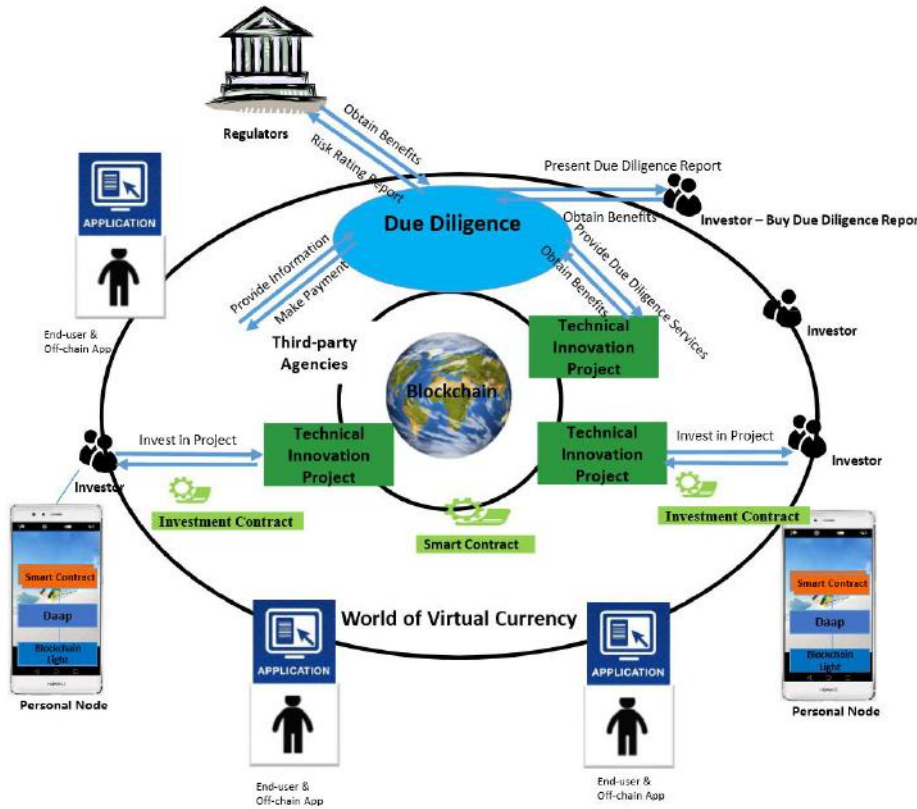 Regulators
Obtain Benefits
Risk Rating Report
Present Due Diligence Report
Obtain Benefits
Investor – Buy Due Diligence Repor
APPLICATION
End-user &
Off-chain App
Due Diligence
Provide Information
Make Payment
Provide Due Diligence Services
Obtain Benefits
Third-party
Agencies
Blockchain
Technical
Innovation
Project
Investor
Invest in Project
Investor
Technical
Innovation
Project
Investment Contract
Smart Contract
Technical
Innovation
Project
Invest in Project
Investor
Investment Contract
Smart Contract
Daap
Blockchain
Light
Personal Node
Smart Contract
Daap
Blockchain
Light
Personal Node
World of Virtual Currency
APPLICATION
End-user &
Off-chain App
APPLICATION
End-user &
Off-chain App